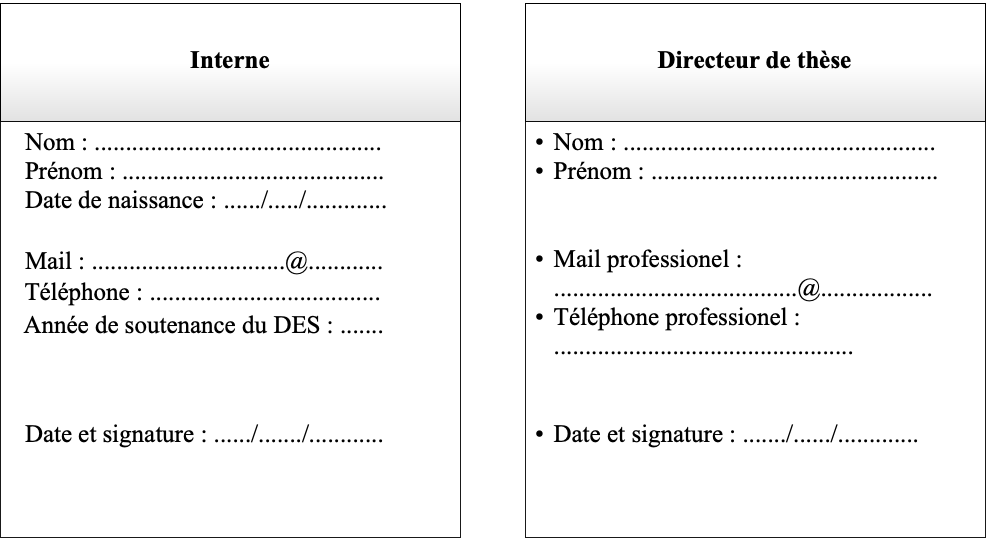 Interne
Nom : ..............................................
Prénom : ..........................................
Date de naissance : ....../...../.............
Mail : ...............................@............
Téléphone : .....................................
Année de soutenance du DES : .......
Date et signature : ....../......./............
Directeur de thèse
• Nom : ..................................................
• Prénom : ..............................................
• Mail professionel :
.......................................@..................
• Téléphone professionel :
................................................
• Date et signature : ......./....../.............